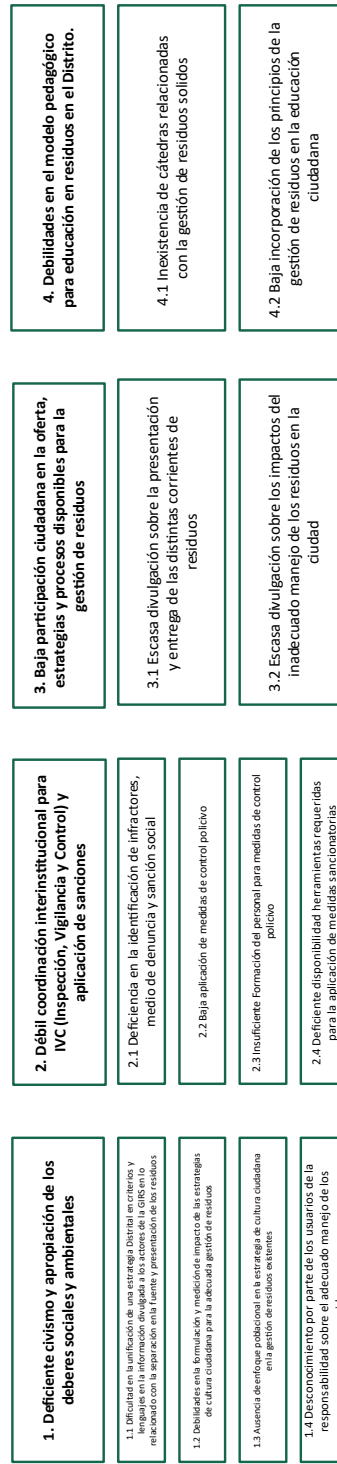 1. Deficiente civismo y apropiación de los
deberes sociales y ambientales
1.1 Dificultad en la unificación de una estrategia Distrital en criterios y
lenguajes en la información divulgada a los actores de la GIRS en lo
relacionado con la separación en la fuente y presentación de los residuos
1.2 Debilidades en la formulación y medición de impacto de las estrategias
de cultura ciudadana para la adecuada gestión de residuos
1.3 Ausencia de enfoque poblacional en la estrategia de cultura ciudadana
en la gestión de residuos existentes
1.4 Desconocimiento por parte de los usuarios de la
responsabilidad sobre el adecuado manejo de los
2. Débil coordinación interinstitucional para
IVC (Inspección, Vigilancia y Control) y
aplicación de sanciones
2.1 Deficiencia en la identificación de infractores,
medio de denuncia y sanción social
2.2 Baja aplicación de medidas de control policivo
2.3 Insuficiente Formación del personal para medidas de control
policivo
2.4 Deficiente disponibilidad herramientas requeridas
para la aplicación de medidas sancionatorias
3. Baja participación ciudadana en la oferta,
estrategias y procesos disponibles para la
gestión de residuos
3.1 Escasa divulgación sobre la presentación
y entrega de las distintas corrientes de
residuos
3.2 Escasa divulgación sobre los impactos del
inadecuado manejo de los residuos en la
ciudad
4. Debilidades en el modelo pedagógico
para educación en residuos en el Distrito.
4.1 Inexistencia de cátedras relacionadas
con la gestión de residuos solidos
4.2 Baja incorporación de los principios de la
gestión de residuos en la educación
ciudadana